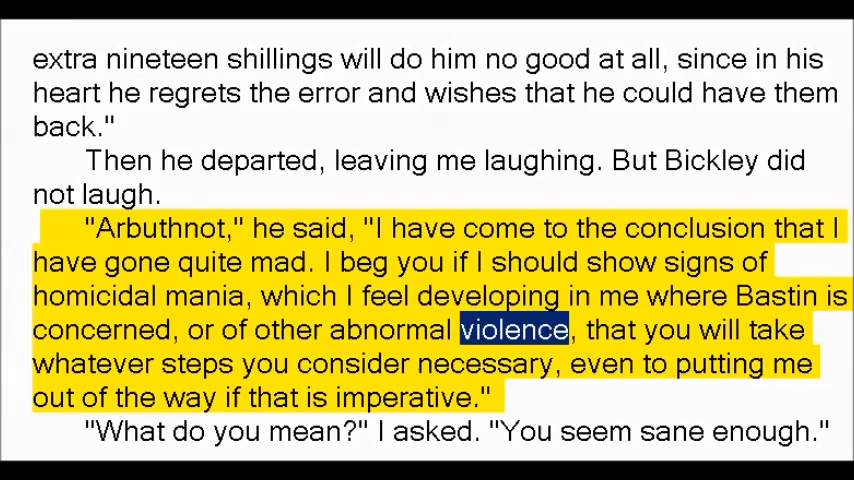 extra nineteen shillings will do him no good at all, since in his
heart he regrets the error and wishes that he could have them
back."
Then he departed, leaving me laughing. But Bickley did
not laugh.
"Arbuthnot," he said, "I have come to the conclusion that I
have gone quite mad. I beg you if I should show signs of
homicidal mania, which I feel developing in me where Bastin is
concerned, or of other abnormal violence, that you will take
whatever steps you consider necessary, even to putting me
out of the way if that is imperative."
"What do you mean?" I asked. "You seem sane enough."